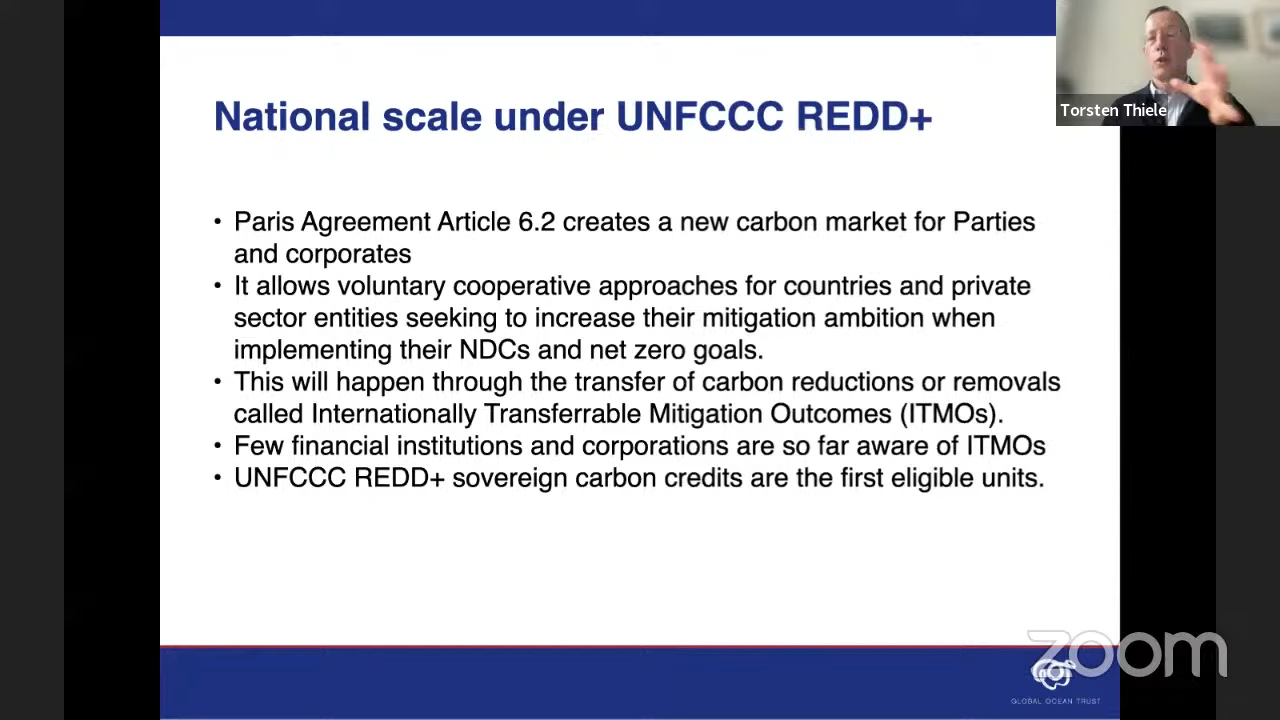 National scale under UNFCCC REDD+
Torsten Thiele
• Paris Agreement Article 6.2 creates a new carbon market for Parties
and corporates
• It allows voluntary cooperative approaches for countries and private
sector entities seeking to increase their mitigation ambition when
implementing their NDCs and net zero goals.
• This will happen through the transfer of carbon reductions or removals
called Internationally Transferrable Mitigation Outcomes (ITMOs).
• Few financial institutions and corporations are so far aware of ITMOs
• UNFCCC REDD+ sovereign carbon credits are the first eligible units.
zoom
GLOBAL OCEAN TRUST